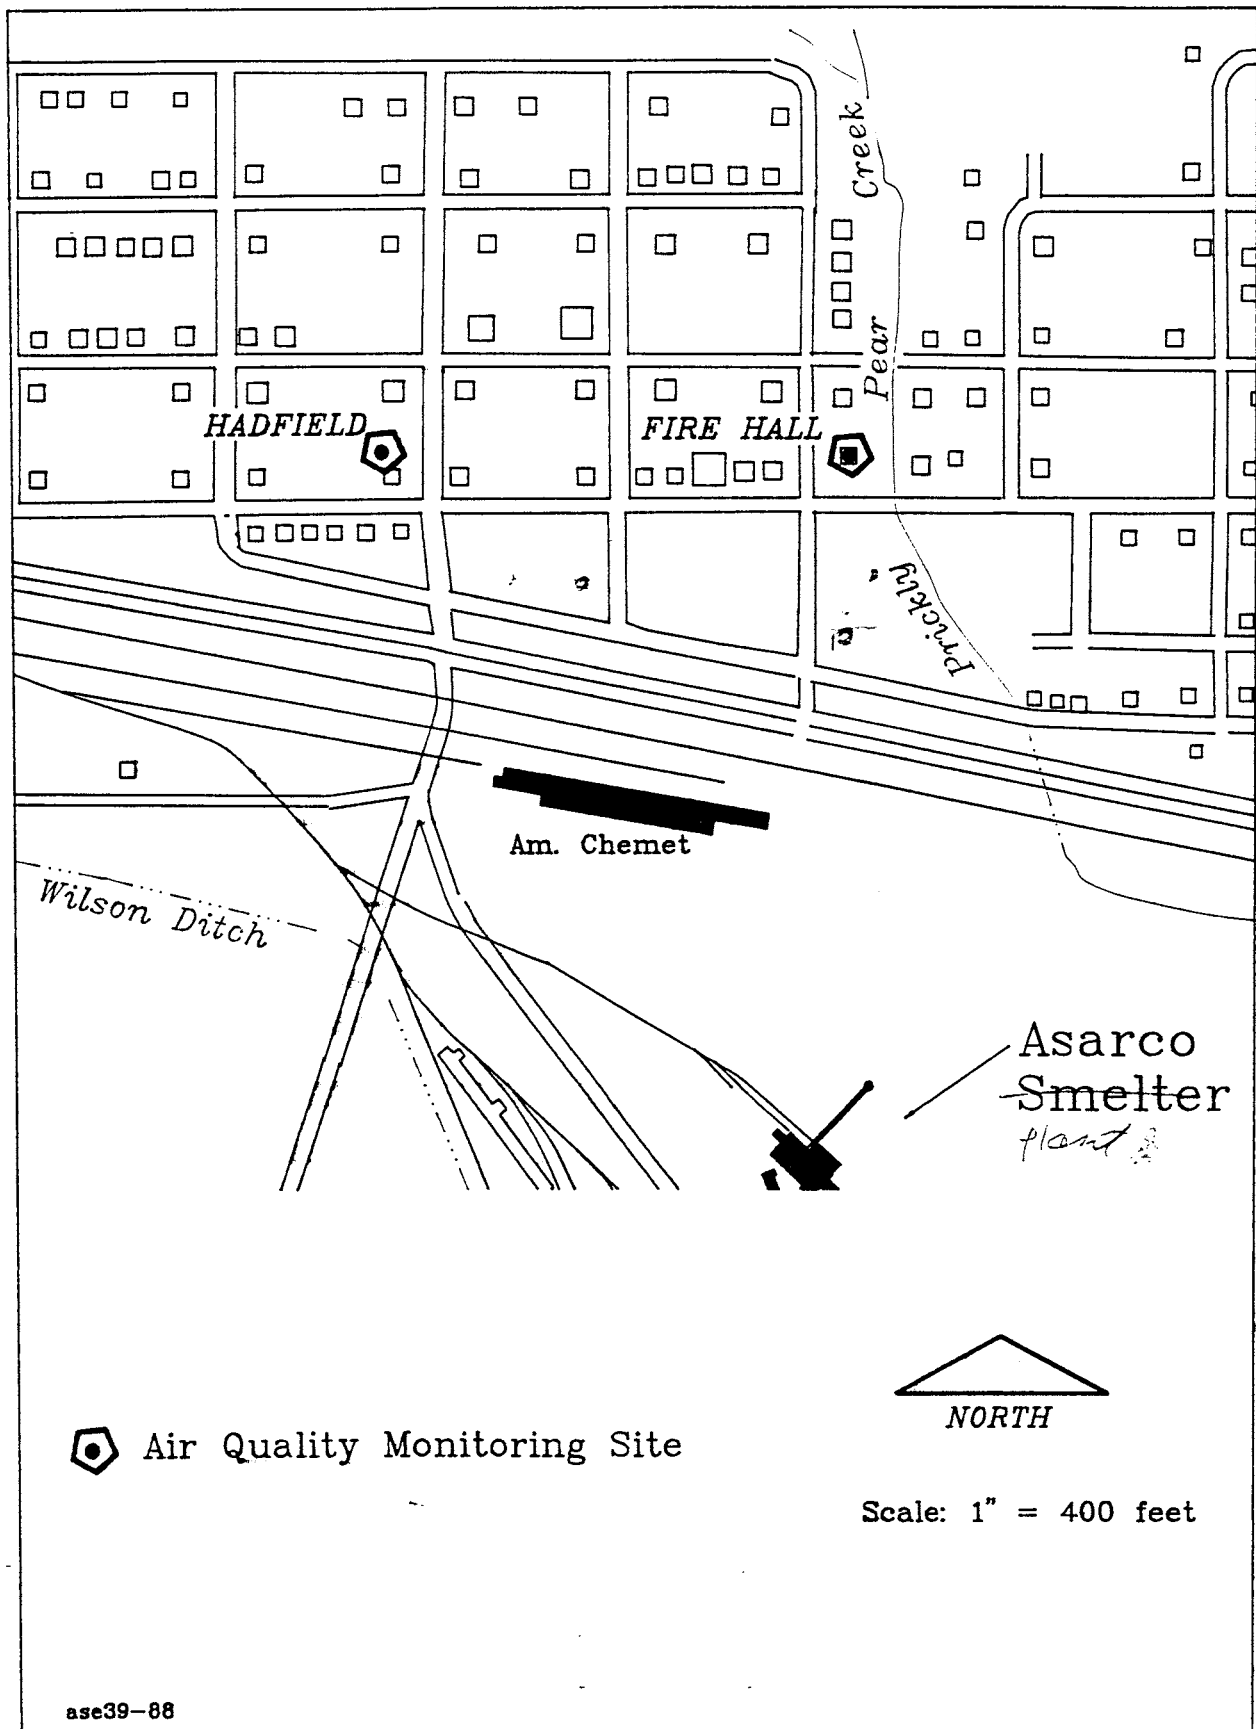 Creek
Pear
HADFIELD
FIRE HALL
Prickly
Am. Chemet
Wilson Ditch
Asarco
Smelter
plant
NORTH
Air Quality Monitoring Site
Scale: 1" = 400 feet
ase39-88